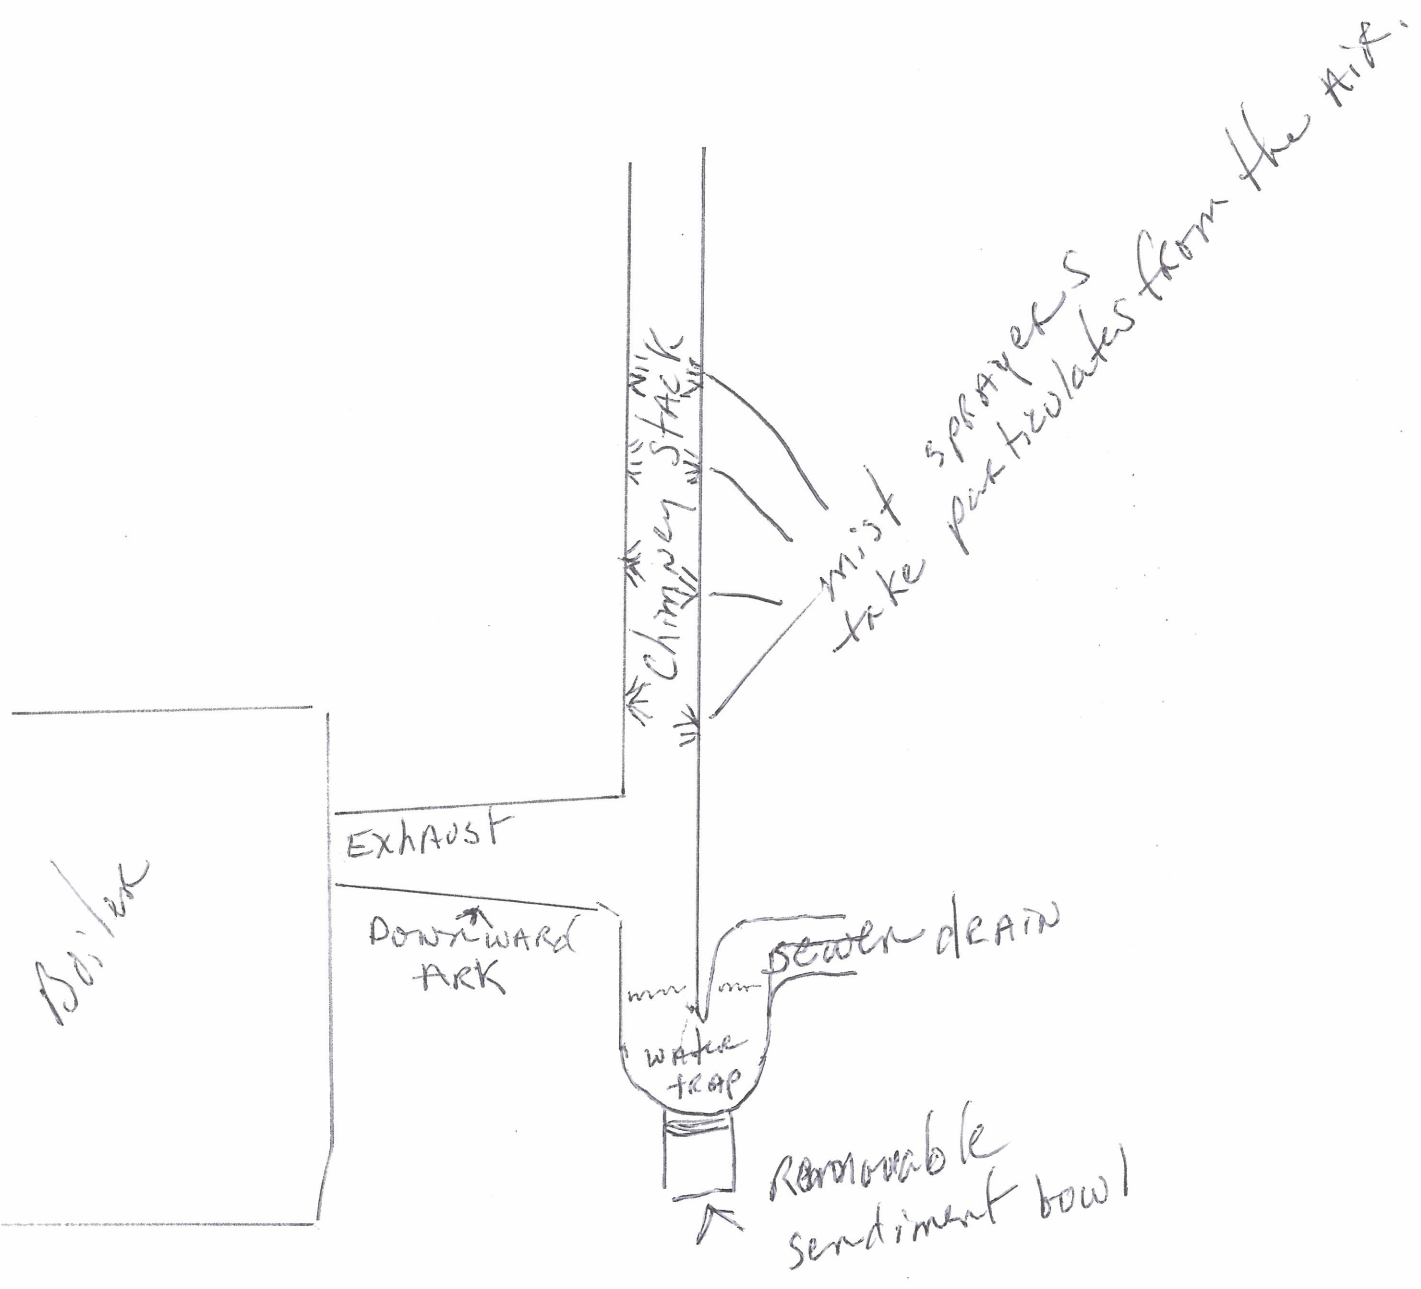 mist sprayers
take particulates from the Air.
chimney stack
Exhaust
Downward
Ark
Boiler
sewer drain
water
trap
Removable
sendiment bowl